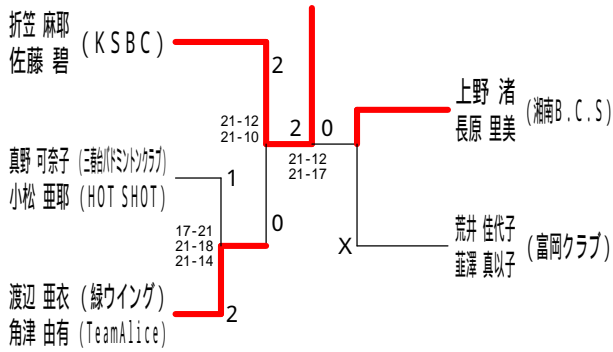 折笠 麻耶 (KSBC)
佐藤 碧
2
21-12
21-10
2
0
21-12
21-17
上野 渚 (湘南B.C.S)
長原 里美
真野 可奈子 (三春台バドミントンクラブ)
小松 亜耶 (HOT SHOT)
1
0
17-21
21-18
21-14
X
荒井 佳代子 (富岡クラブ)
韮澤 真以子
渡辺 亜衣 (緑ウイング)
角津 由有 (TeamAlice)
2